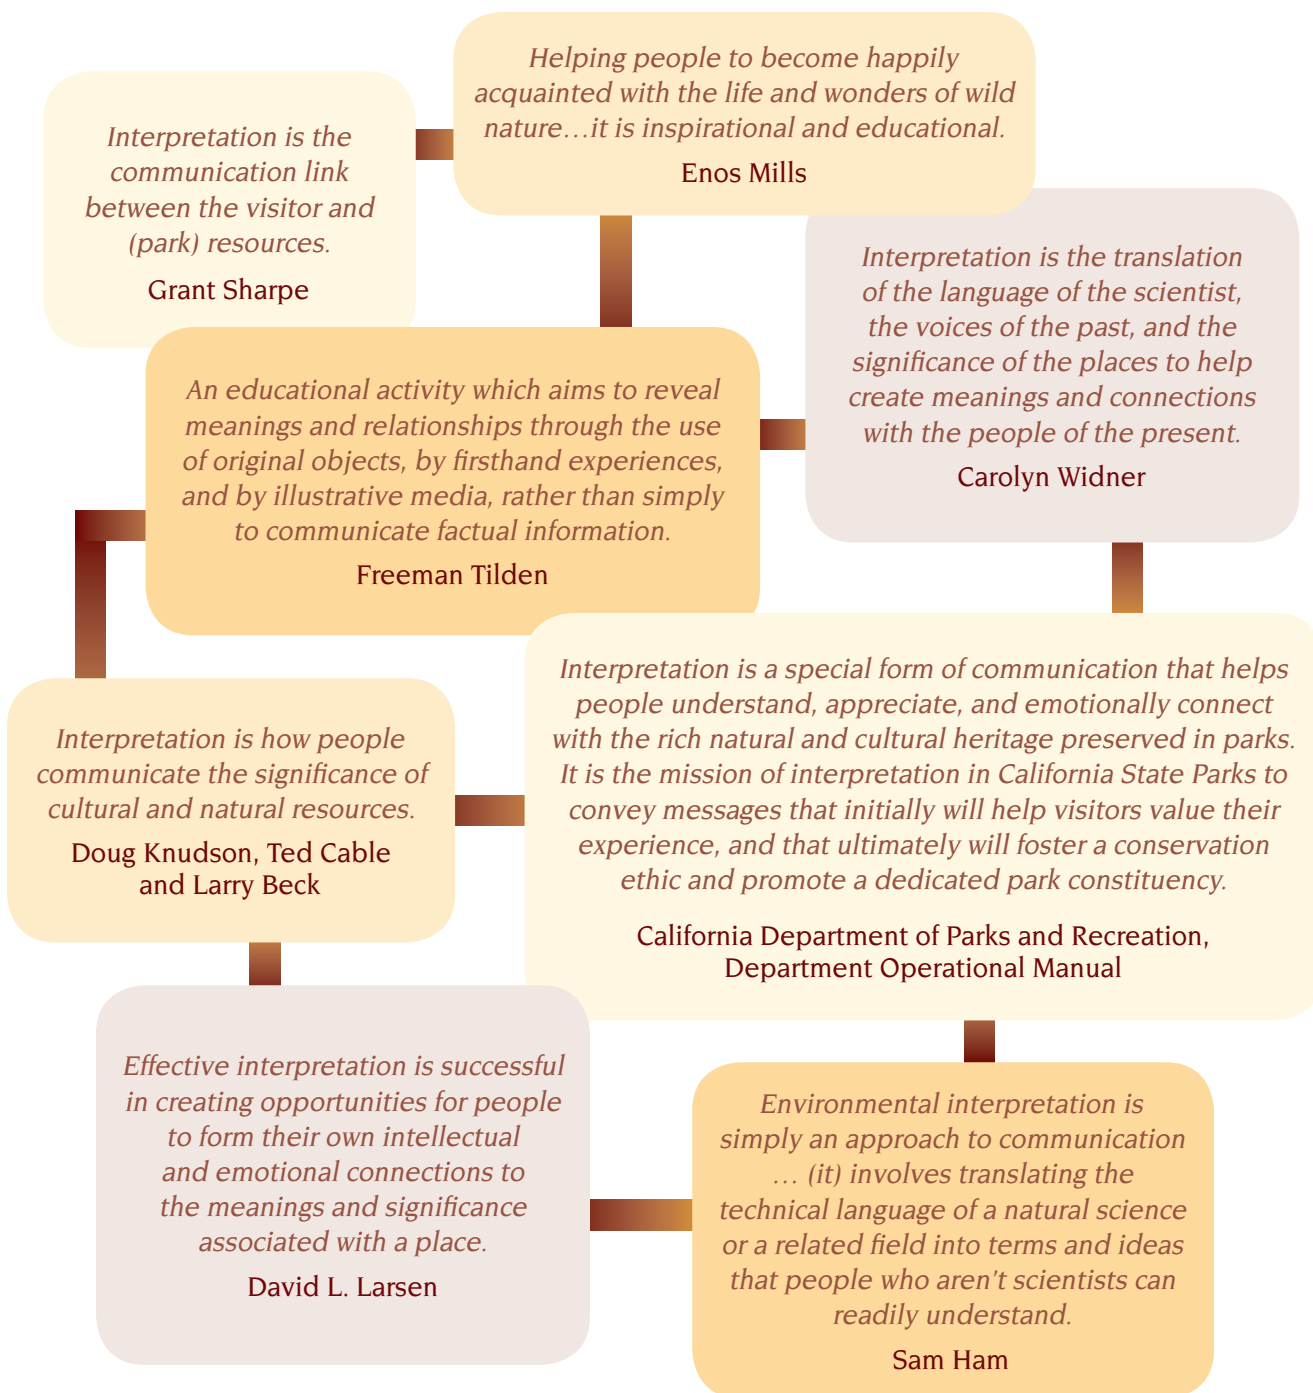 Helping people to become happily
acquainted with the life and wonders of wild
nature…it is inspirational and educational.
Enos Mills
Interpretation is the
communication link
between the visitor and
(park) resources.
Grant Sharpe
Interpretation is the translation
of the language of the scientist,
the voices of the past, and the
significance of the places to help
create meanings and connections
with the people of the present.
Carolyn Widner
An educational activity which aims to reveal
meanings and relationships through the use
of original objects, by firsthand experiences,
and by illustrative media, rather than simply
to communicate factual information.
Freeman Tilden
Interpretation is a special form of communication that helps
people understand, appreciate, and emotionally connect
with the rich natural and cultural heritage preserved in parks.
It is the mission of interpretation in California State Parks to
convey messages that initially will help visitors value their
experience, and that ultimately will foster a conservation
ethic and promote a dedicated park constituency.
California Department of Parks and Recreation,
Department Operational Manual
Interpretation is how people
communicate the significance of
cultural and natural resources.
Doug Knudson, Ted Cable
and Larry Beck
Effective interpretation is successful
in creating opportunities for people
to form their own intellectual
and emotional connections to
the meanings and significance
associated with a place.
David L. Larsen
Environmental interpretation is
simply an approach to communication
… (it) involves translating the
technical language of a natural science
or a related field into terms and ideas
that people who aren't scientists can
readily understand.
Sam Ham